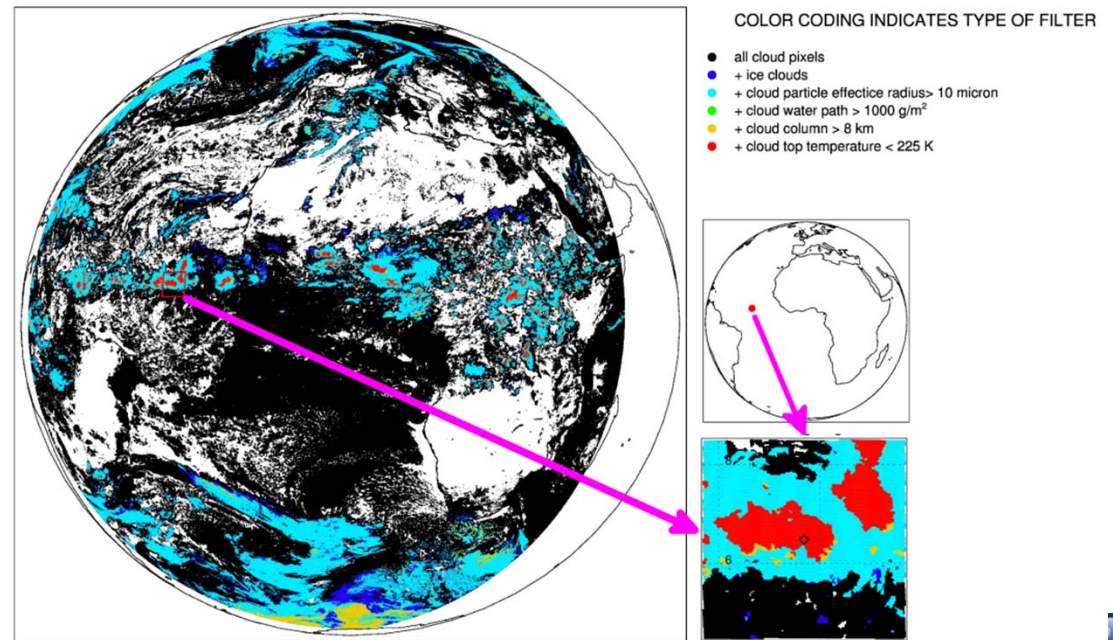 COLOR CODING INDICATES TYPE OF FILTER
all cloud pixels
+ ice clouds
+ cloud particle effectice radius> 10 micron
+ cloud water path > 1000 g/m²
+ cloud column > 8 km
+ cloud top temperature < 225 K
6